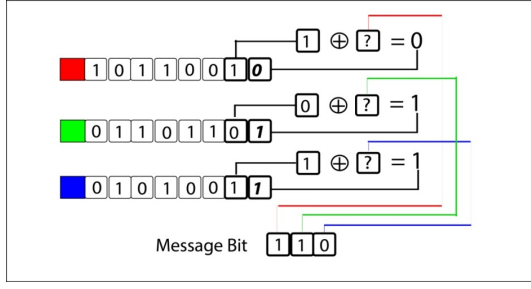 1 ⊕ ? = 0
1 0 1 1 0 0 1 0
0 ⊕ ? = 1
0 1 1 0 1 1 0 1
1 ⊕ ? = 1
0 1 0 1 0 0 1 1
Message Bit 1 1 0